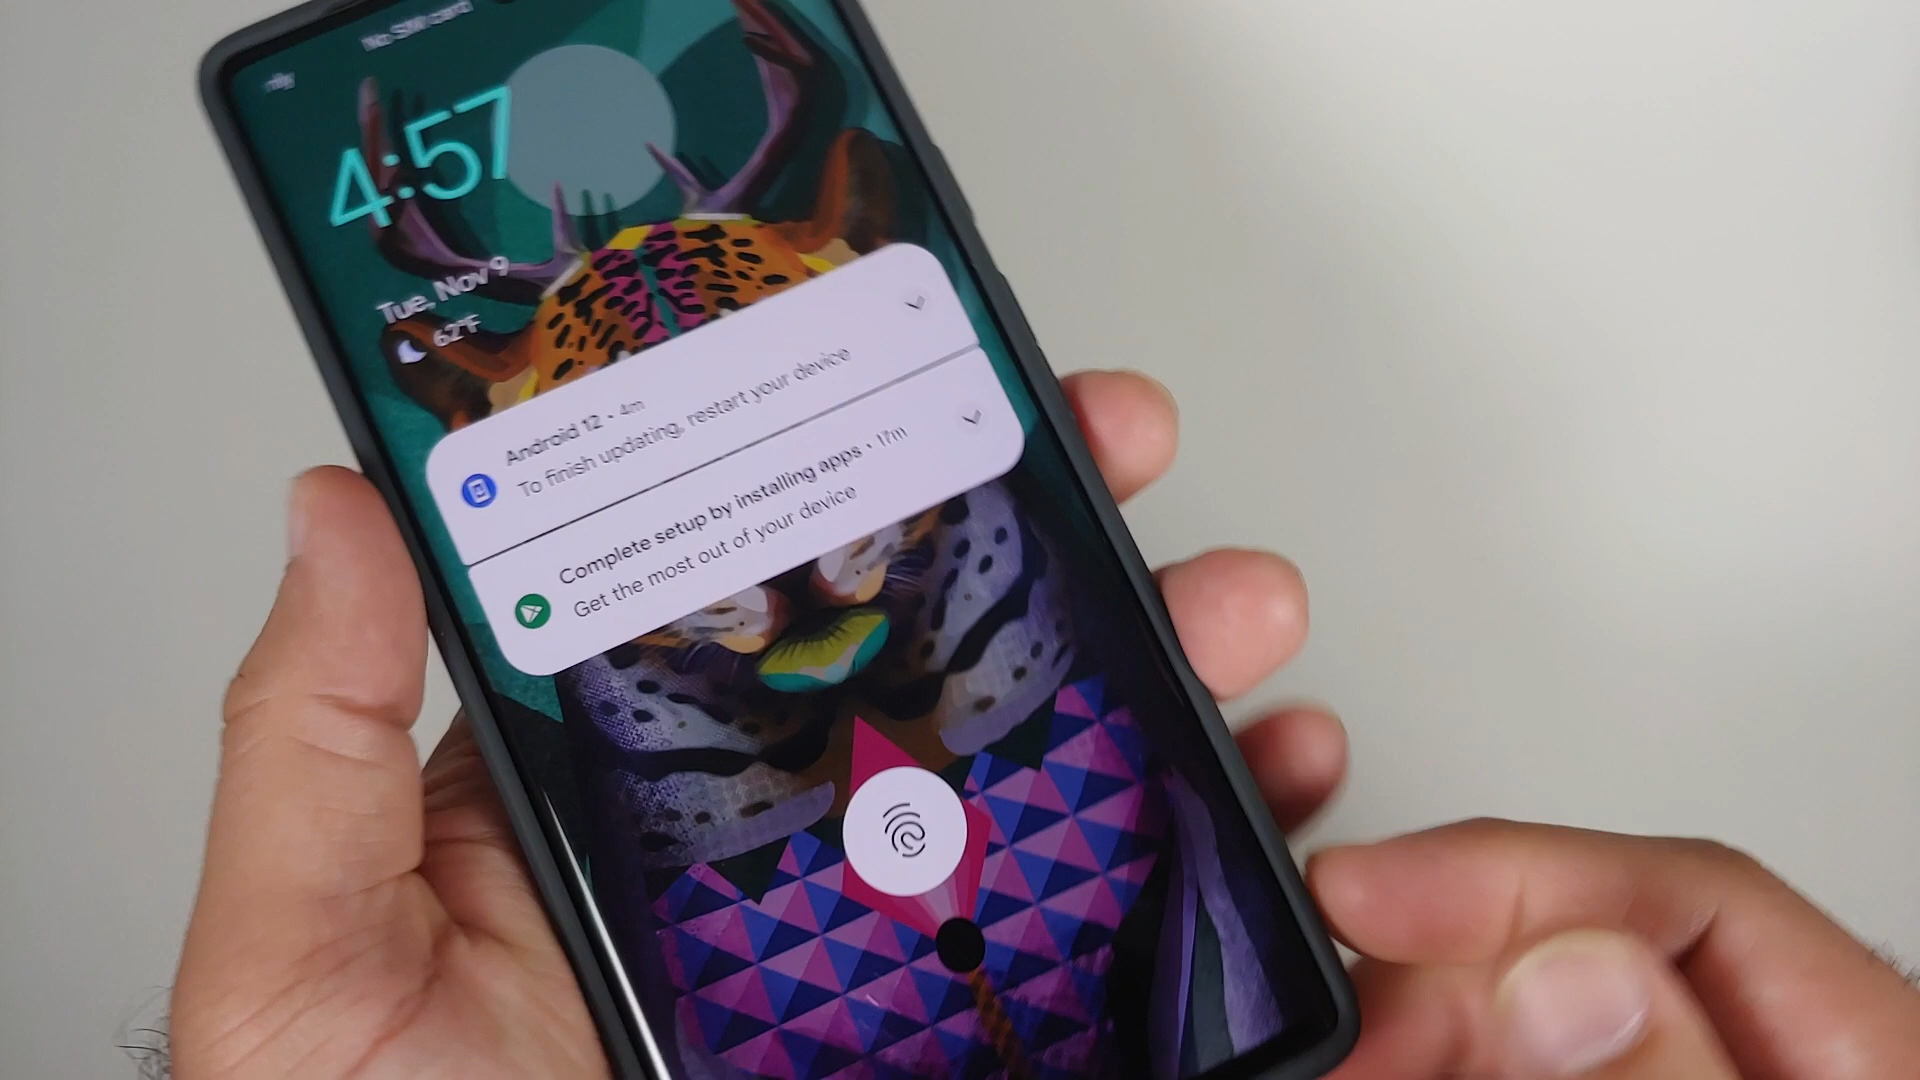 No SIM card
4:57
Tue, Nov 9
62°F
Android 12 • 4m
To finish updating, restart your device
Complete setup by installing apps • 17m
Get the most out of your device